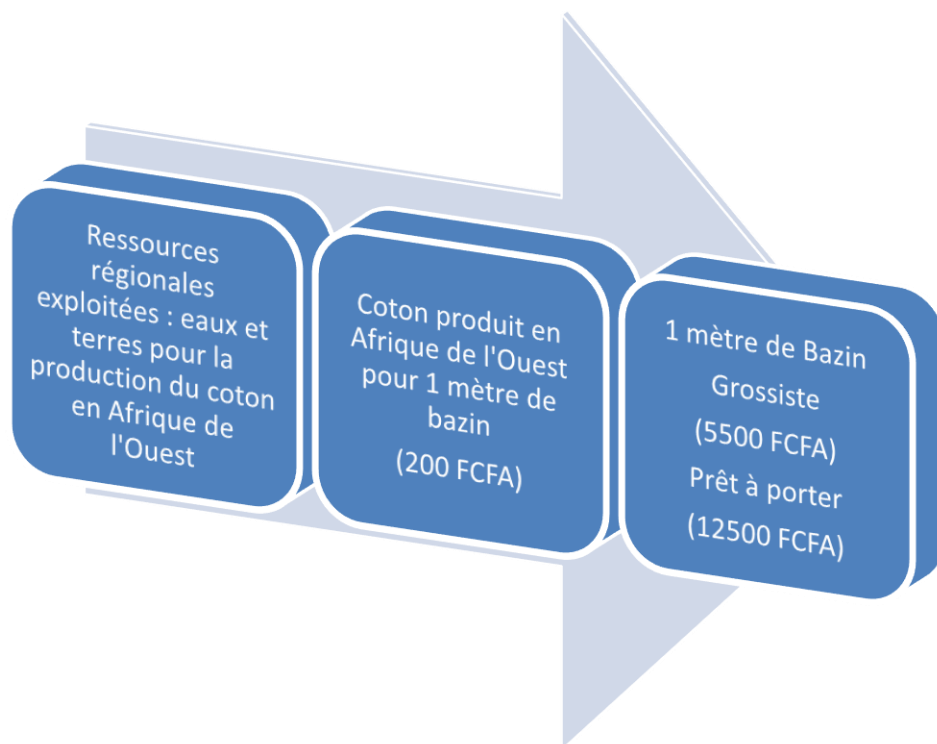 Ressources
régionales
exploitées : eaux et
terres pour la
production du coton
en Afrique de
l'Ouest
Coton produit en
Afrique de l'Ouest
pour 1 mètre de
bazin
(200 FCFA)
1 mètre de Bazin
Grossiste
(5500 FCFA)
Prêt à porter
(12500 FCFA)